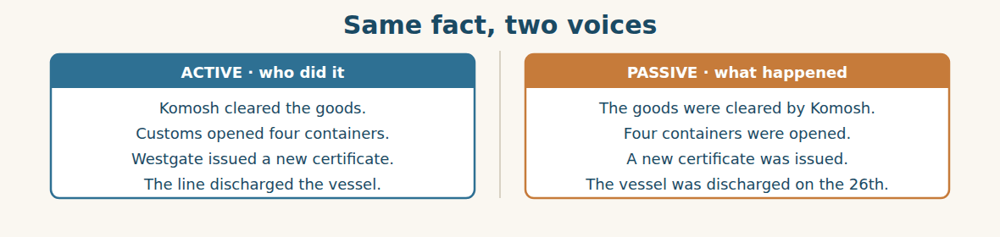 Same fact, two voices
ACTIVE · who did it
Komosh cleared the goods.
Customs opened four containers.
Westgate issued a new certificate.
The line discharged the vessel.
PASSIVE · what happened
The goods were cleared by Komosh.
Four containers were opened.
A new certificate was issued.
The vessel was discharged on the 26th.